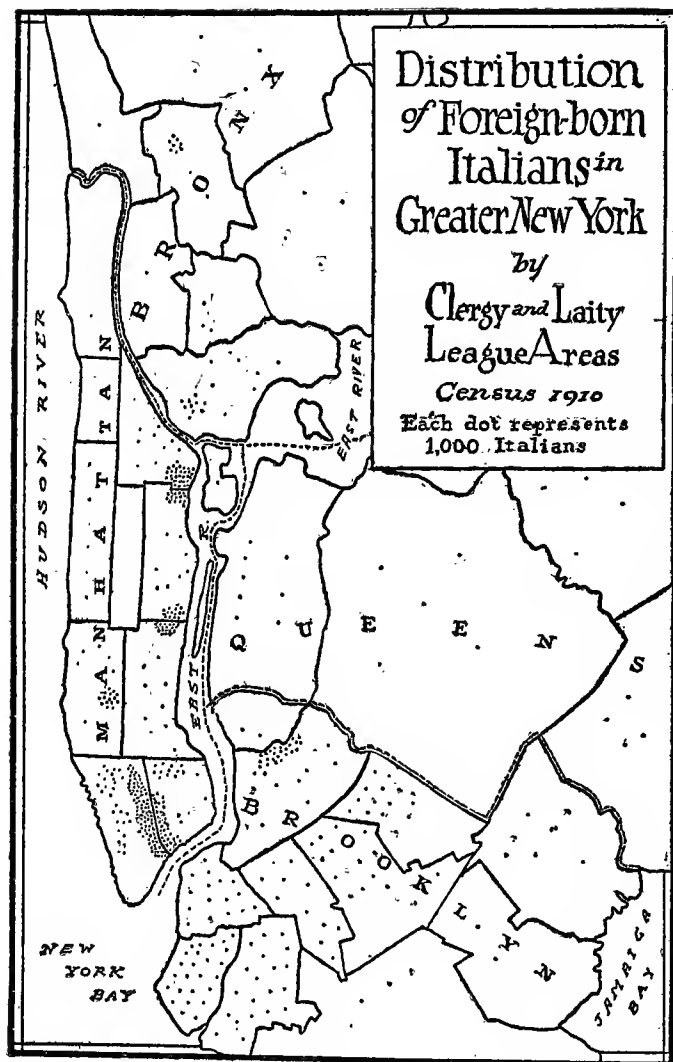 Distribution
of Foreign-born
Italians in
Greater New York
by
Clergy and Laity
League Areas
Census 1910
Each dot represents
1,000 Italians
BRONX
HUDSON RIVER
MANHATTAN
EAST RIVER
EAST R
QUEENS
BROOKLYN
NEW
YORK
BAY
JAMAICA
BAY